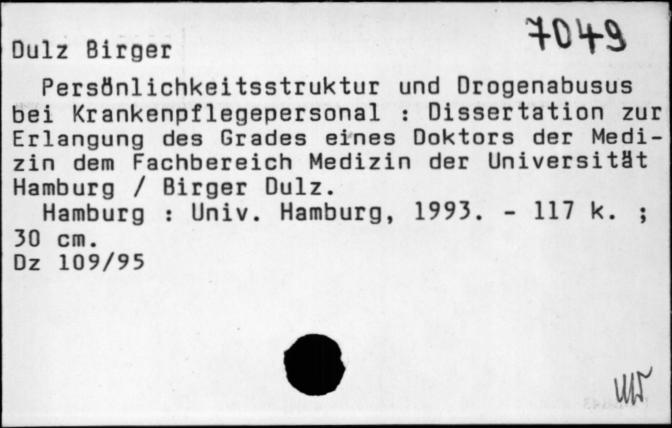 7049
Dulz Birger
Persönlichkeitsstruktur und Drogenabusus
bei Krankenpflegepersonal : Dissertation zur
Erlangung des Grades eines Doktors der Medi-
zin dem Fachbereich Medizin der Universität
Hamburg / Birger Dulz.
Hamburg : Univ. Hamburg, 1993. - 117 k. ;
30 cm.
Dz 109/95